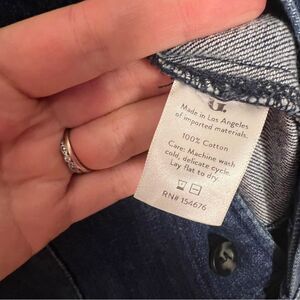 G.
Made in Los Angeles
of imported materials.
100% Cotton
Care: Machine wash
cold, delicate cycle.
Lay flat to dry.
RN# 154676